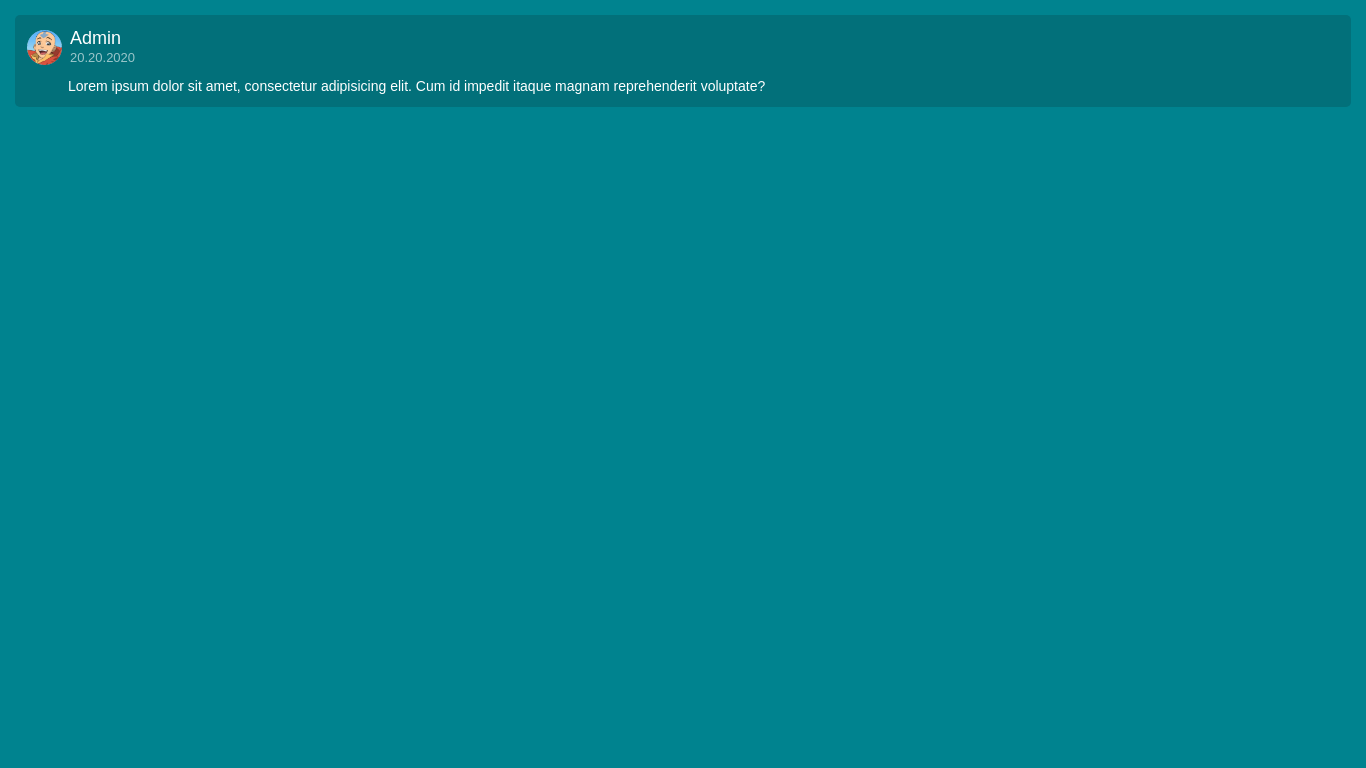 Admin
20.20.2020
Lorem ipsum dolor sit amet, consectetur adipisicing elit. Cum id impedit itaque magnam reprehenderit voluptate?